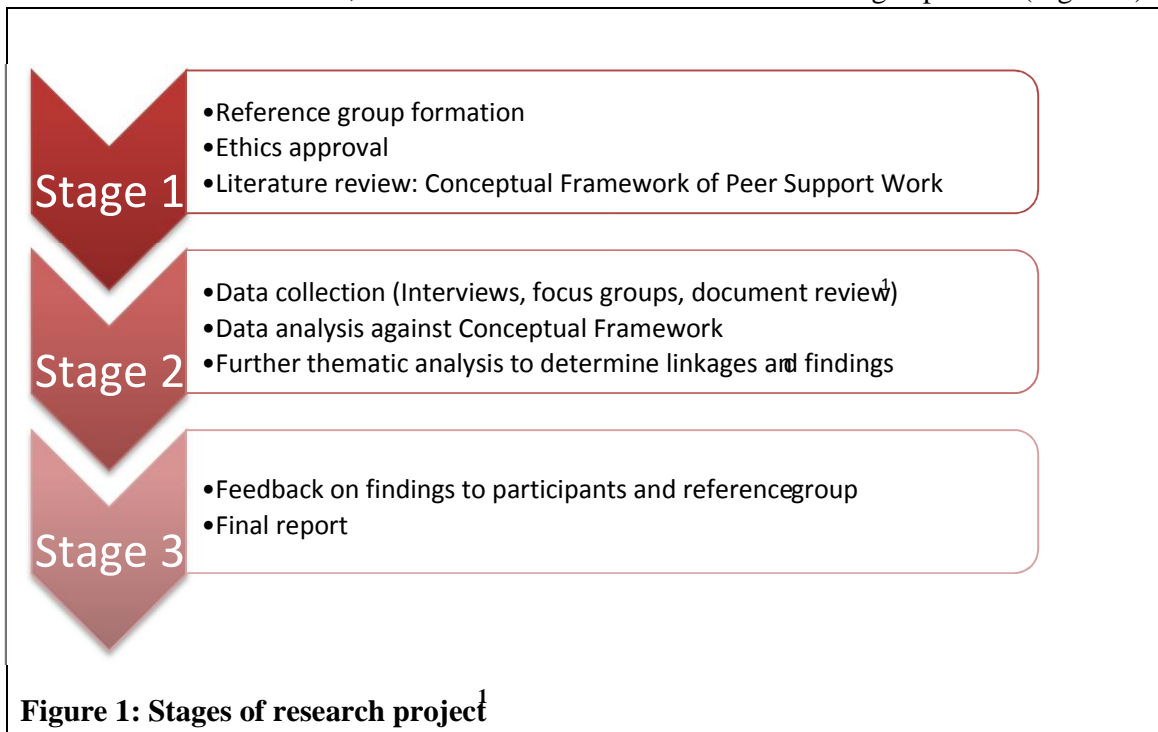 Stage 1
•Reference group formation
•Ethics approval
•Literature review: Conceptual Framework of Peer Support Work
Stage 2
•Data collection (Interviews, focus groups, document review1)
•Data analysis against Conceptual Framework
•Further thematic analysis to determine linkages and findings
Stage 3
•Feedback on findings to participants and referencegroup
•Final report
Figure 1: Stages of research project1